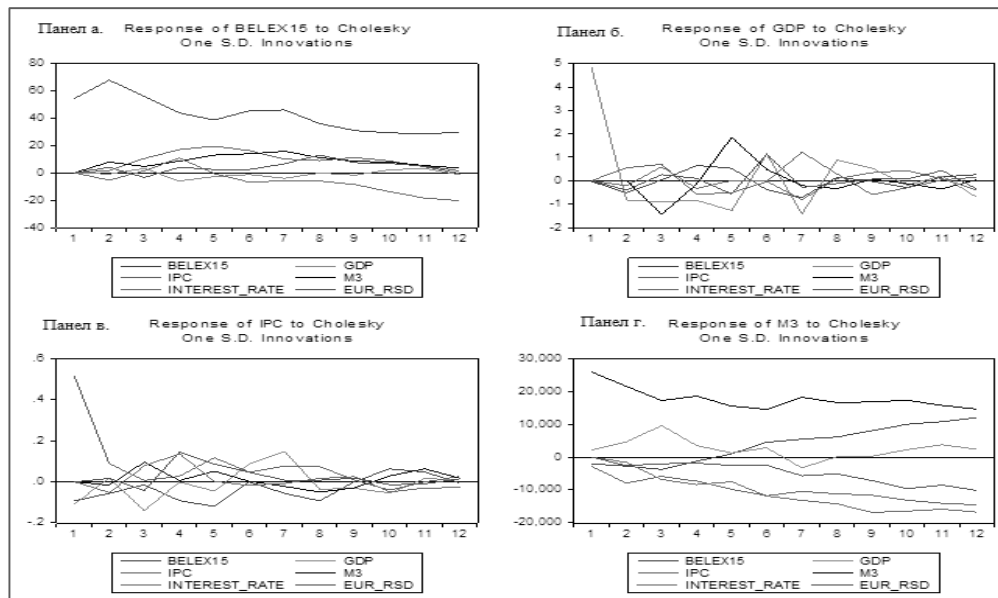 Панел а. Response of BELEX15 to Cholesky
One S.D. Innovations
80
60
40
20
0
-20
-40
1 2 3 4 5 6 7 8 9 10 11 12
BELEX15 GDP
IPC M3
INTEREST_RATE EUR_RSD
Панел б. Response of GDP to Cholesky
One S.D. Innovations
5
4
3
2
1
0
-1
-2
1 2 3 4 5 6 7 8 9 10 11 12
BELEX15 GDP
IPC M3
INTEREST_RATE EUR_RSD
Панел в. Response of IPC to Cholesky
One S.D. Innovations
.6
.4
.2
.0
-.2
1 2 3 4 5 6 7 8 9 10 11 12
BELEX15 GDP
IPC M3
INTEREST_RATE EUR_RSD
Панел г. Response of M3 to Cholesky
One S.D. Innovations
30,000
20,000
10,000
0
-10,000
-20,000
1 2 3 4 5 6 7 8 9 10 11 12
BELEX15 GDP
IPC M3
INTEREST_RATE EUR_RSD